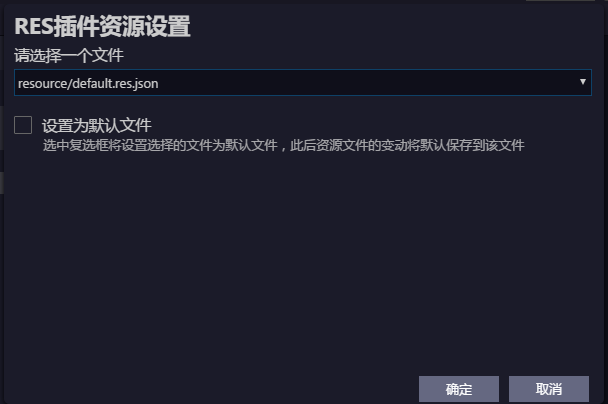 RES插件资源设置
请选择一个文件
resource/default.res.json
设置为默认文件
选中复选框将设置选择的文件为默认文件，此后资源文件的变动将默认保存到该文件
确定 取消